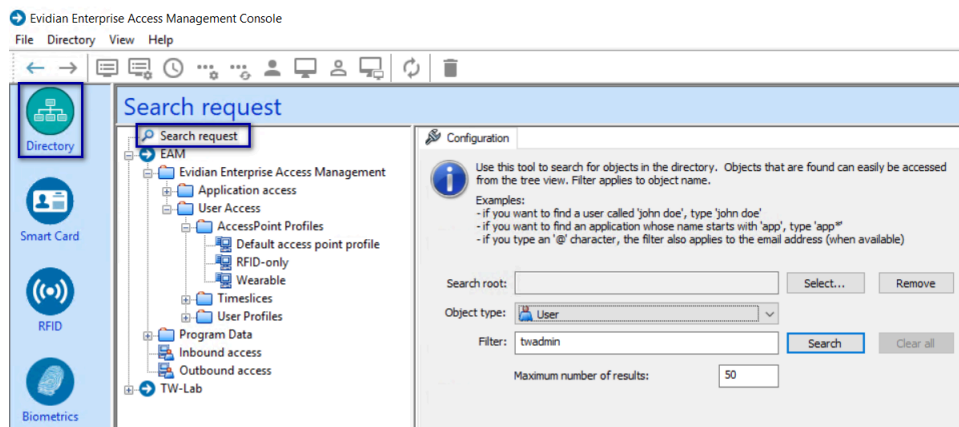 Evidian Enterprise Access Management Console
File Directory View Help
Directory
Smart Card
RFID
Biometrics
Search request
Search request
EAM
Evidian Enterprise Access Management
Application access
User Access
AccessPoint Profiles
Default access point profile
RFID-only
Wearable
Timeslices
User Profiles
Program Data
Inbound access
Outbound access
TW-Lab
Configuration
Use this tool to search for objects in the directory. Objects that are found can easily be accessed
from the tree view. Filter applies to object name.
Examples:
- if you want to find a user called 'john doe', type 'john doe'
- if you want to find an application whose name starts with 'app', type 'app*'
- if you type an '@' character, the filter also applies to the email address (when available)
Search root: Select... Remove
Object type: User
Filter: twadmin Search Clear all
Maximum number of results: 50